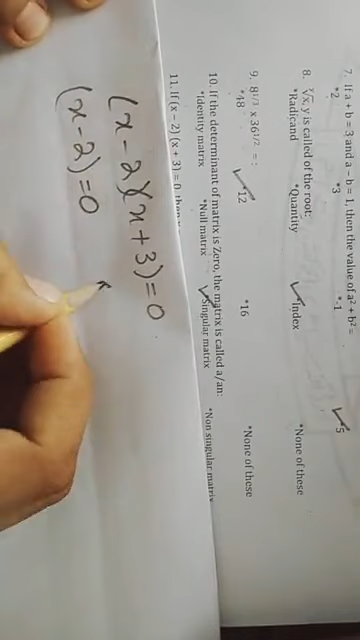 7. If a + b = 3 and a – b = 1, then the value of a² + b² =
*2 *3 *-1 *5
8. ʸ√x, y is called of the root:
*Radicand *Quantity *Index *None of these
9. 8^1/3 x 36^1/2 = :
*48 *12 *16 *None of these
10. If the determinant of matrix is Zero, the matrix is called a/an:
*Identity matrix *Null matrix *Singular matrix *Non singular matrix
11. If (x – 2) (x + 3) = 0
(x-2)(x+3)=0
(x-2)=0